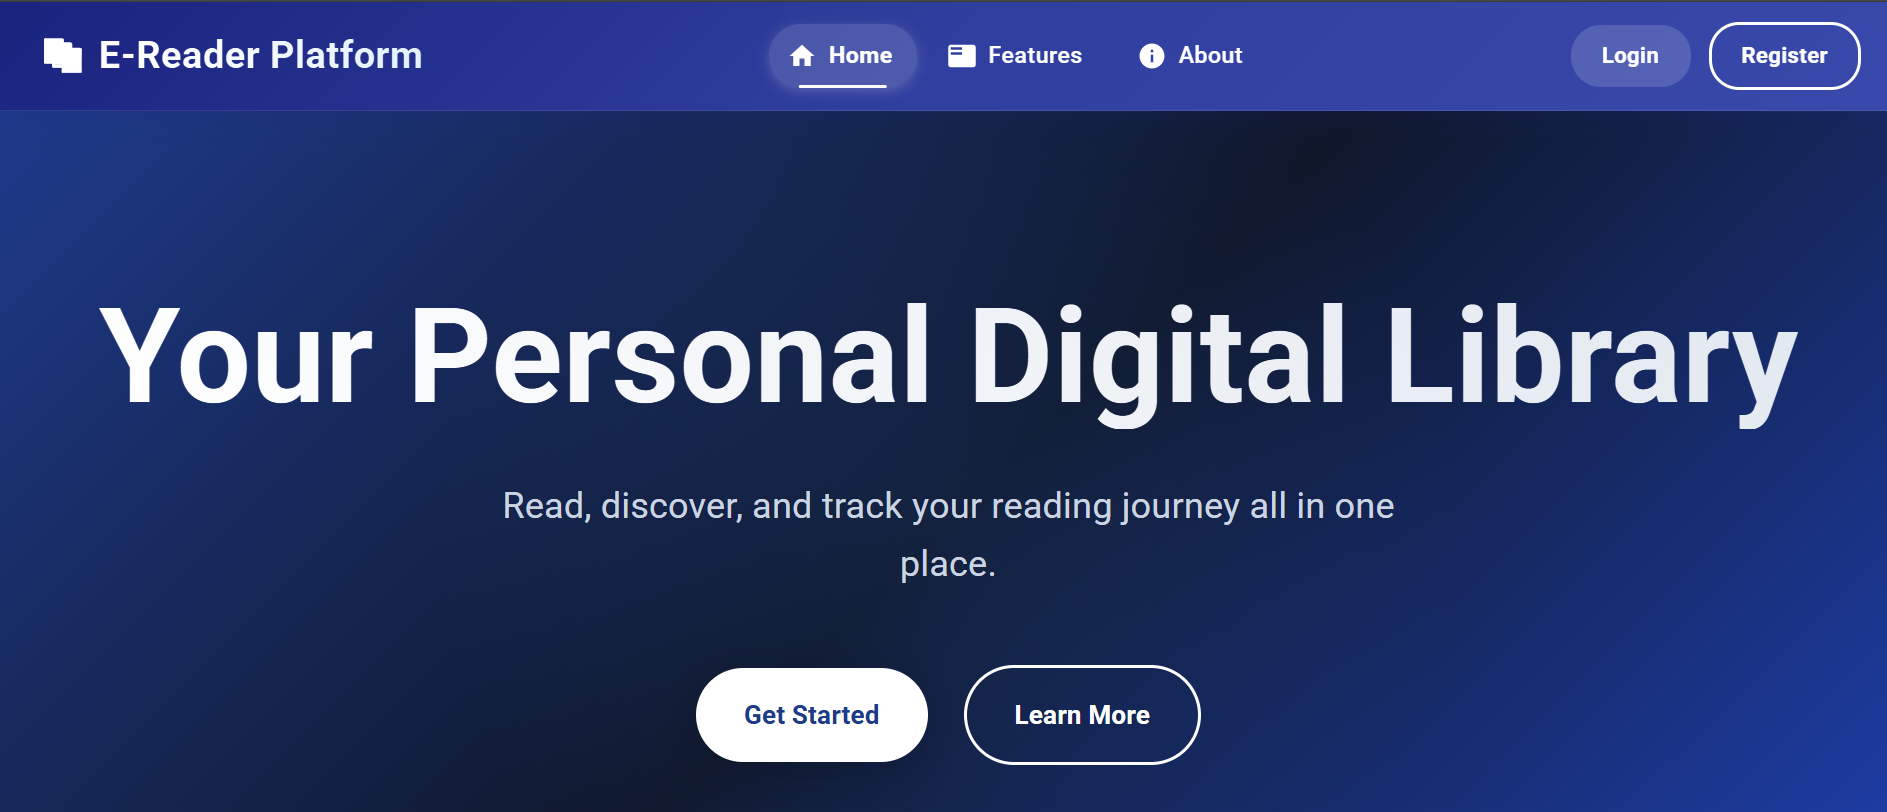 E-Reader Platform
Home
Features
About
Login
Register
Your Personal Digital Library
Read, discover, and track your reading journey all in one
place.
Get Started
Learn More